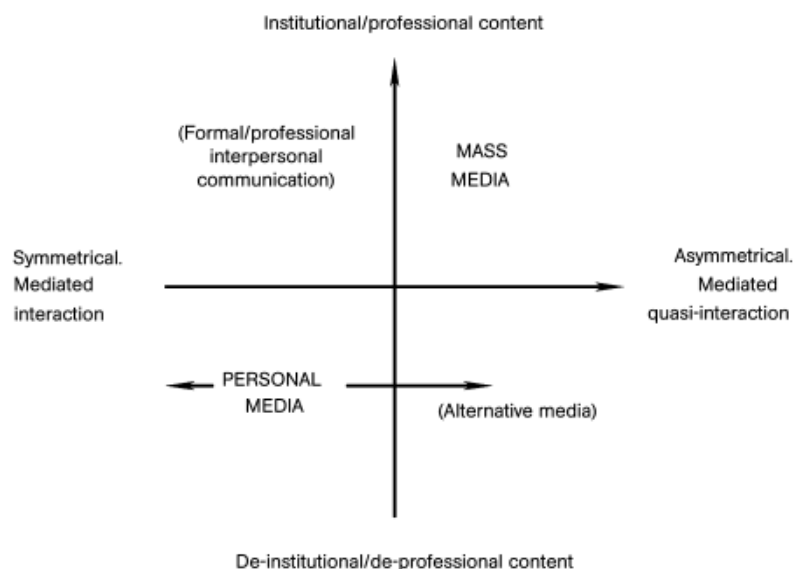 Institutional/professional content
(Formal/professional
interpersonal
communication)
MASS
MEDIA
Symmetrical.
Mediated
interaction
Asymmetrical.
Mediated
quasi-interaction
PERSONAL
MEDIA
(Alternative media)
De-institutional/de-professional content